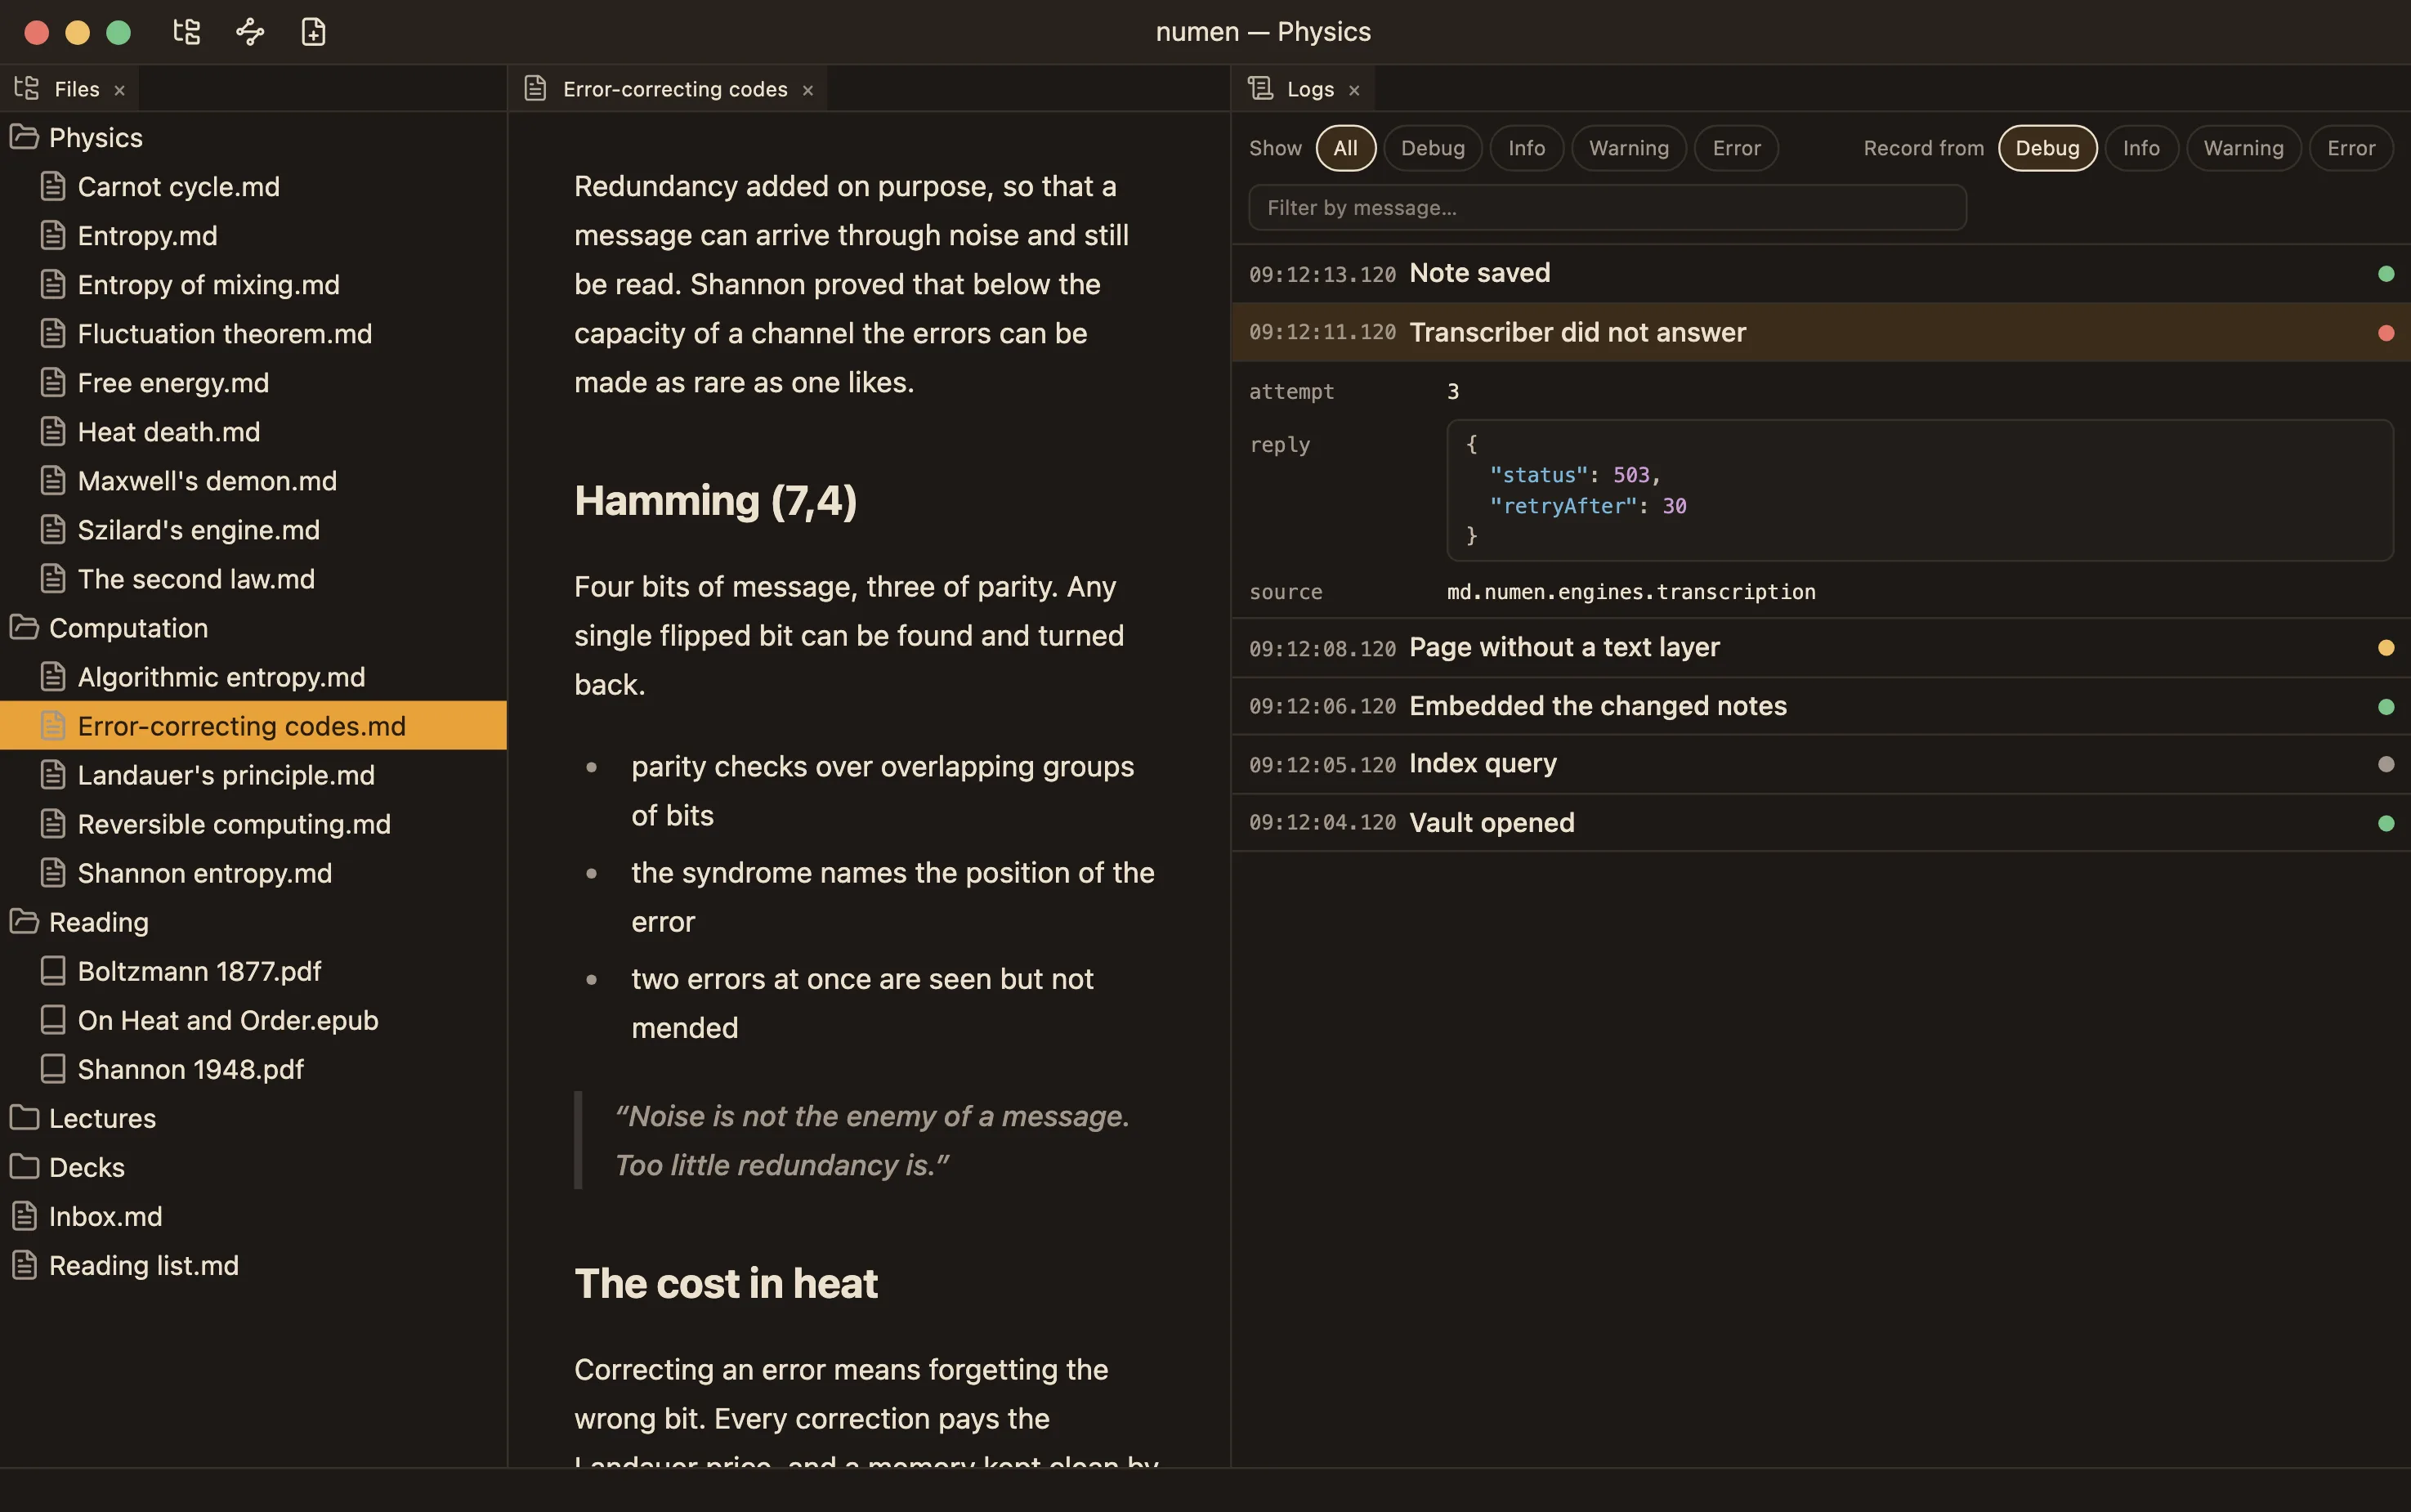 numen — Physics
Files ×
Physics
Carnot cycle.md
Entropy.md
Entropy of mixing.md
Fluctuation theorem.md
Free energy.md
Heat death.md
Maxwell's demon.md
Szilard's engine.md
The second law.md
Computation
Algorithmic entropy.md
Error-correcting codes.md
Landauer's principle.md
Reversible computing.md
Shannon entropy.md
Reading
Boltzmann 1877.pdf
On Heat and Order.epub
Shannon 1948.pdf
Lectures
Decks
Inbox.md
Reading list.md
Error-correcting codes ×
Redundancy added on purpose, so that a
message can arrive through noise and still
be read. Shannon proved that below the
capacity of a channel the errors can be
made as rare as one likes.
Hamming (7,4)
Four bits of message, three of parity. Any
single flipped bit can be found and turned
back.
• parity checks over overlapping groups
of bits
• the syndrome names the position of the
error
• two errors at once are seen but not
mended
“Noise is not the enemy of a message.
Too little redundancy is.”
The cost in heat
Correcting an error means forgetting the
wrong bit. Every correction pays the
Landauer price, and a memory kept clean by
Logs ×
Show All Debug Info Warning Error Record from Debug Info Warning Error
Filter by message...
09:12:13.120 Note saved
09:12:11.120 Transcriber did not answer
attempt 3
reply {
"status": 503,
"retryAfter": 30
}
source md.numen.engines.transcription
09:12:08.120 Page without a text layer
09:12:06.120 Embedded the changed notes
09:12:05.120 Index query
09:12:04.120 Vault opened